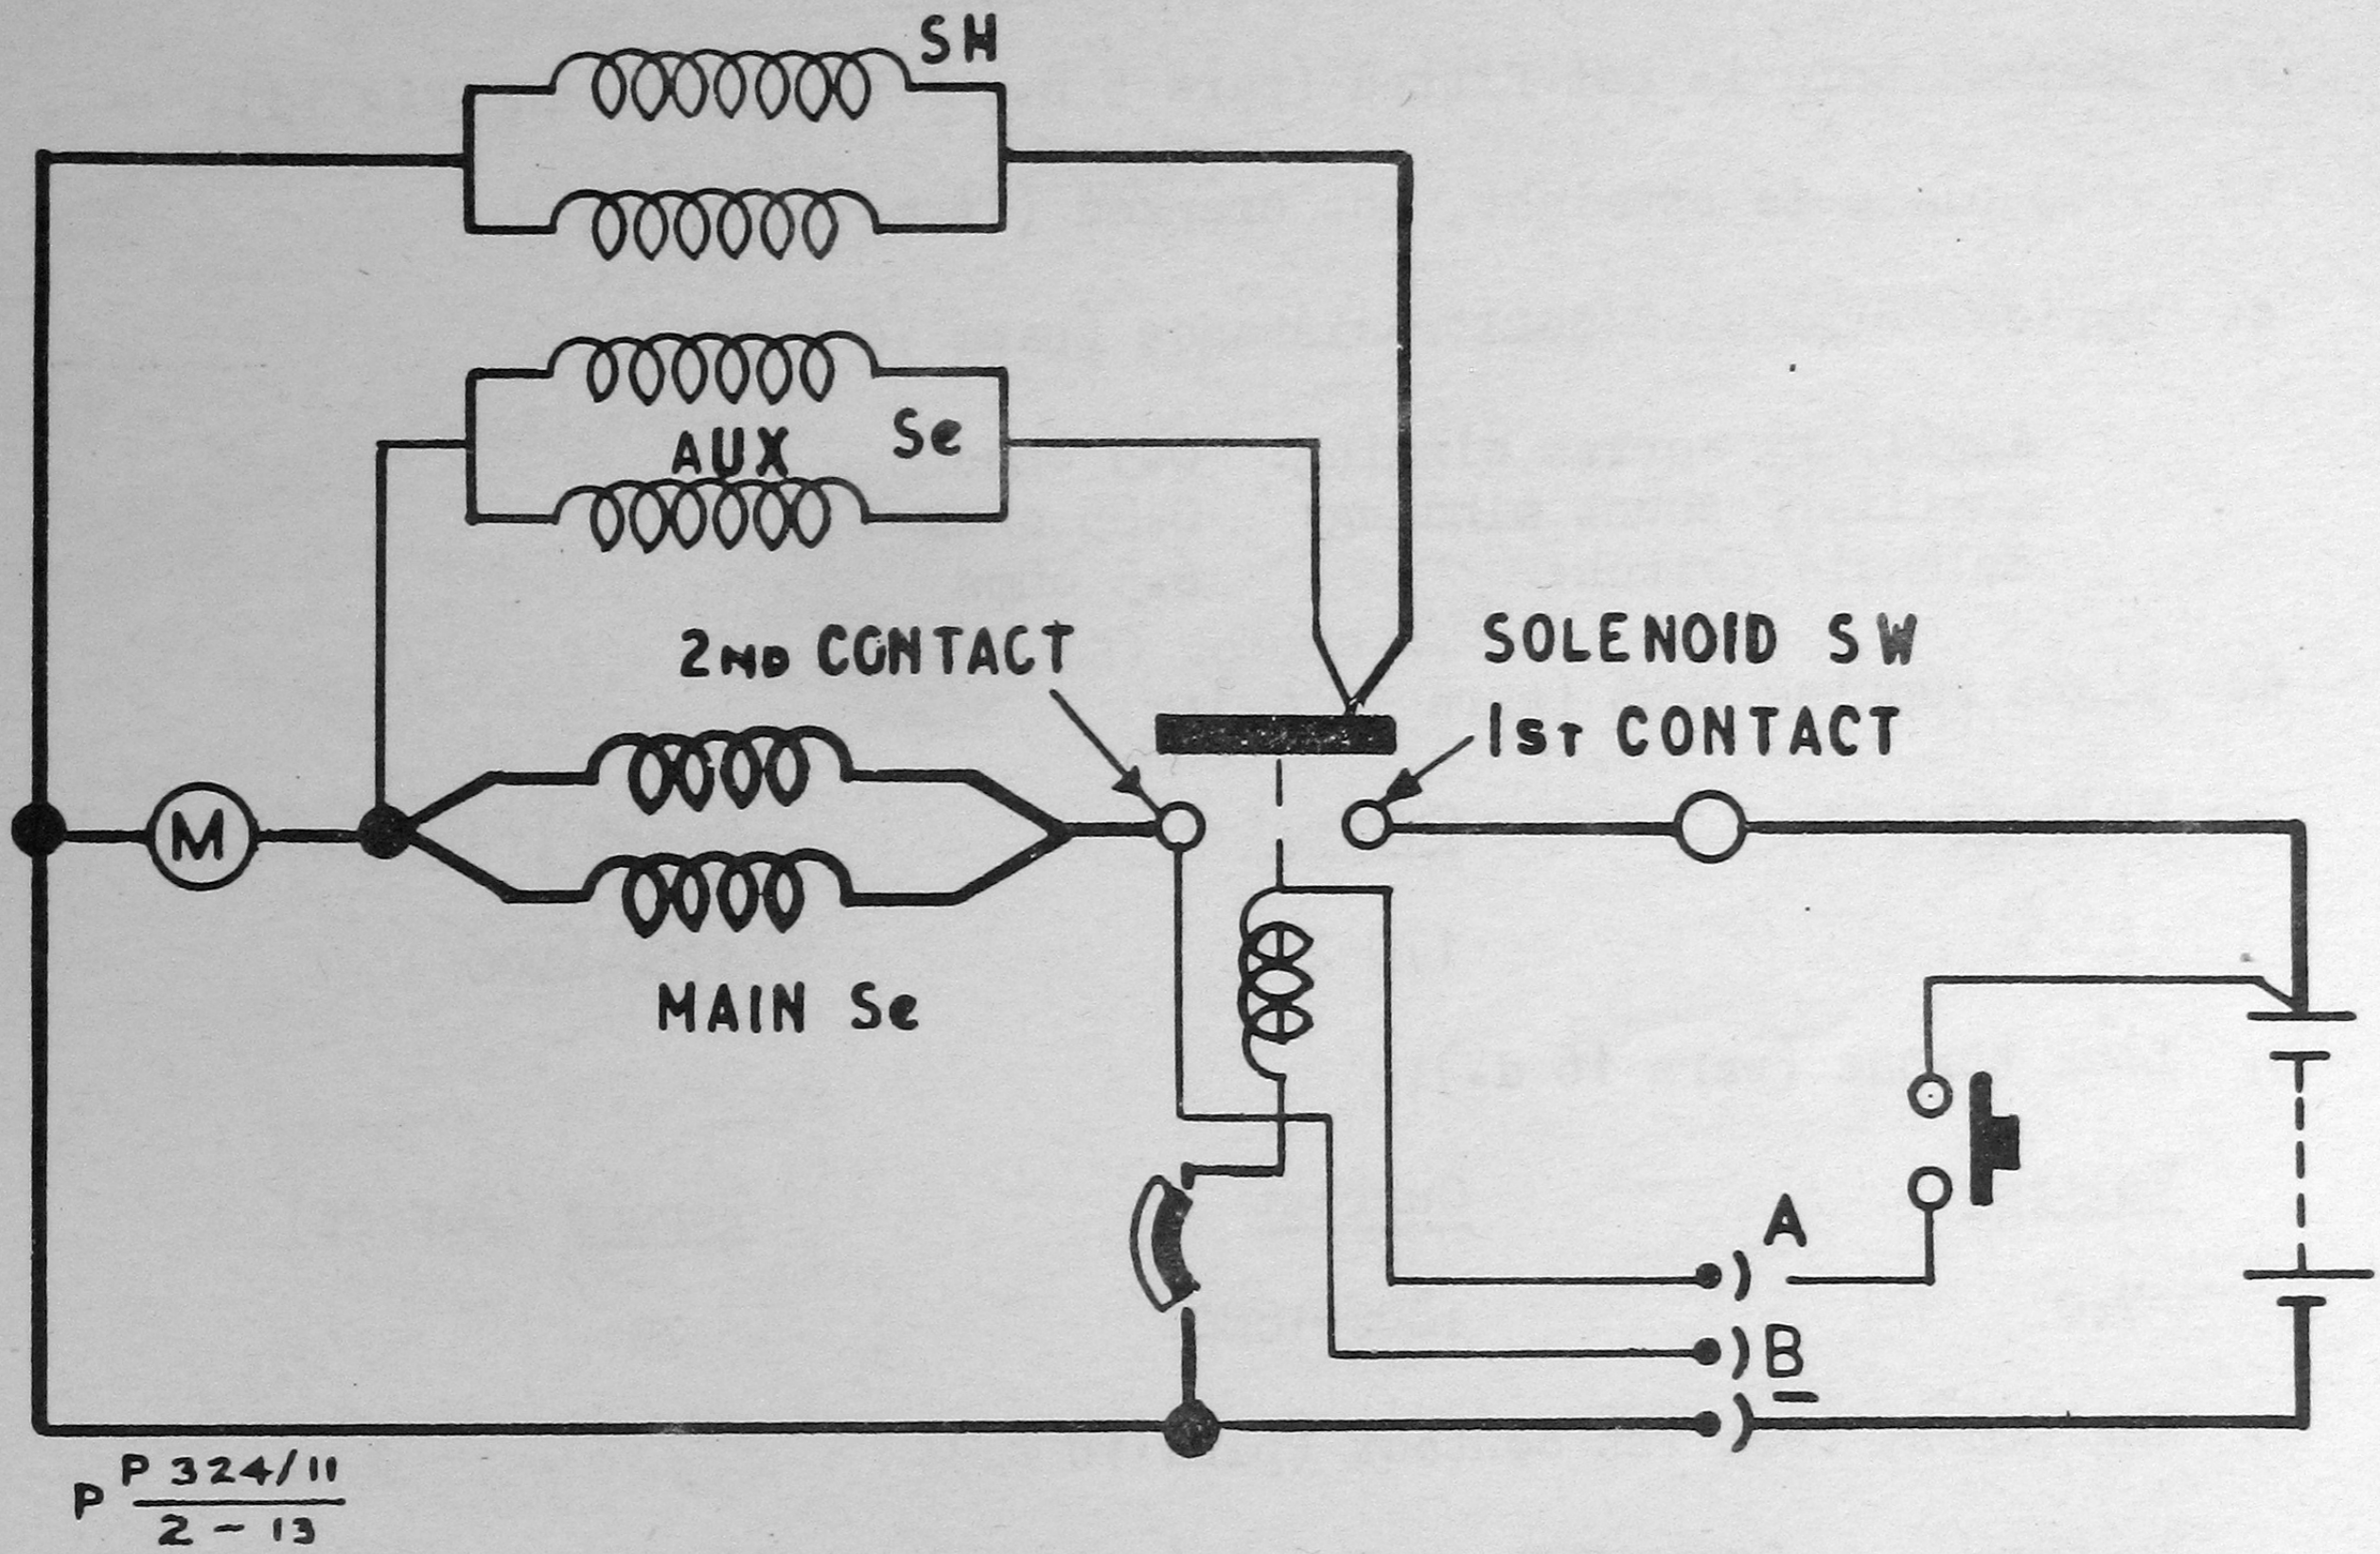 SH
Se
AUX
2ND CONTACT
SOLENOID SW
1ST CONTACT
M
MAIN Se
A
B
–
P 324/11
P
2 – 13